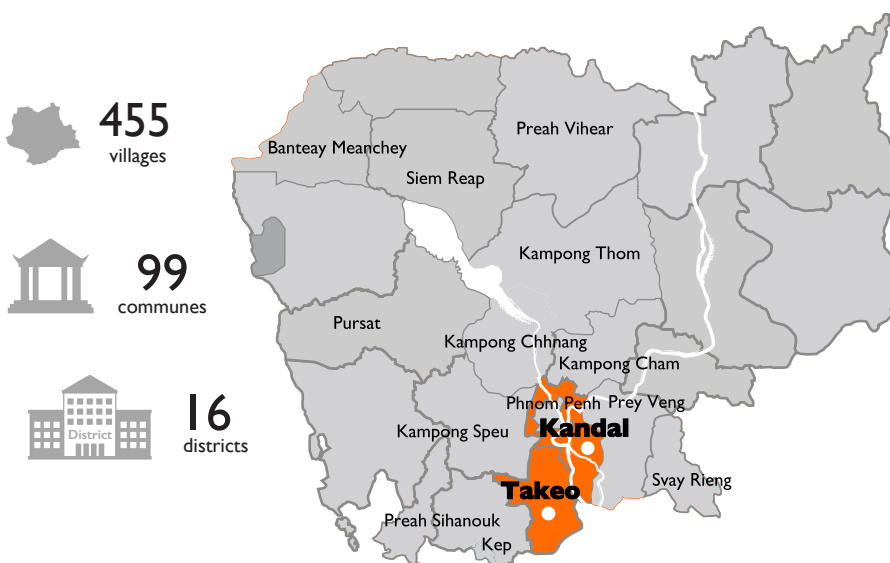 455
villages
99
communes
District
16
districts
Banteay Meanchey
Siem Reap
Preah Vihear
Kampong Thom
Pursat
Kampong Chhnang
Kampong Cham
Phnom Penh
Prey Veng
Kandal
Kampong Speu
Takeo
Svay Rieng
Preah Sihanouk
Kep